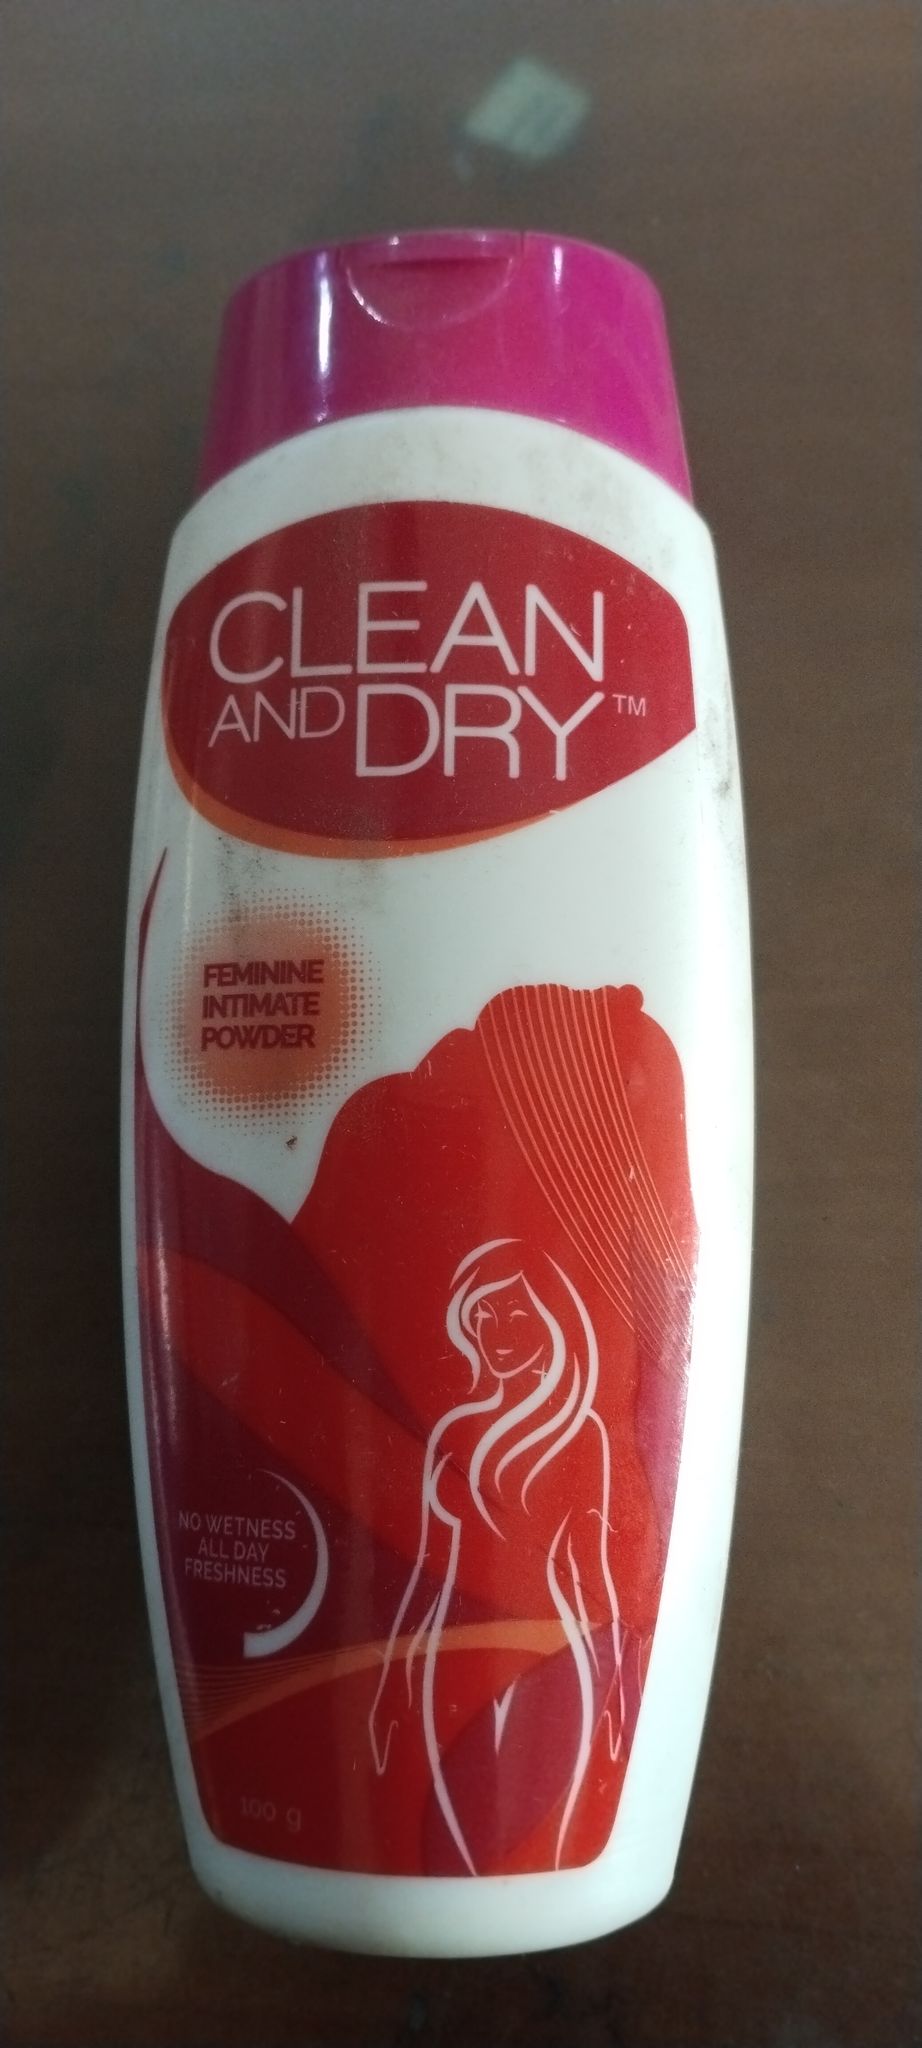 CLEAN
AND DRY™
FEMININE
INTIMATE
POWDER
NO WETNESS
ALL DAY
FRESHNESS
100 g